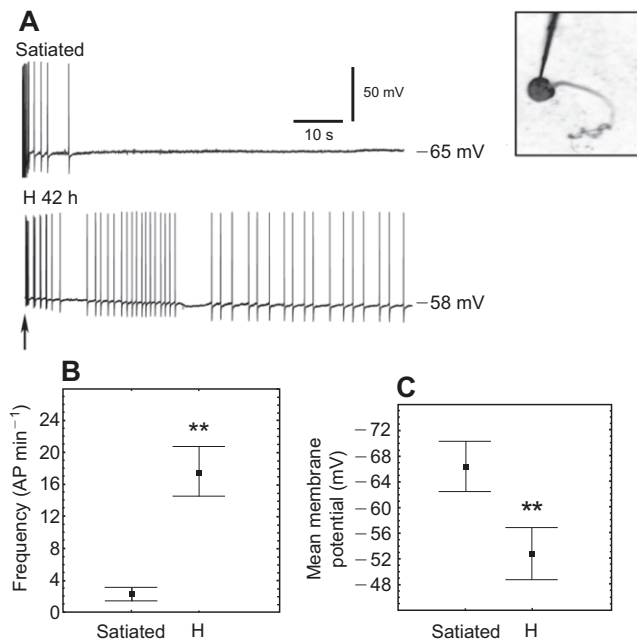 A
Satiated
50 mV
10 s
−65 mV
H 42 h
−58 mV
B
Frequency (AP min−1)
24
20
16
12
8
4
0
**
Satiated
H
C
Mean membrane
potential (mV)
−72
−68
−64
−60
−56
−52
−48
**
Satiated
H